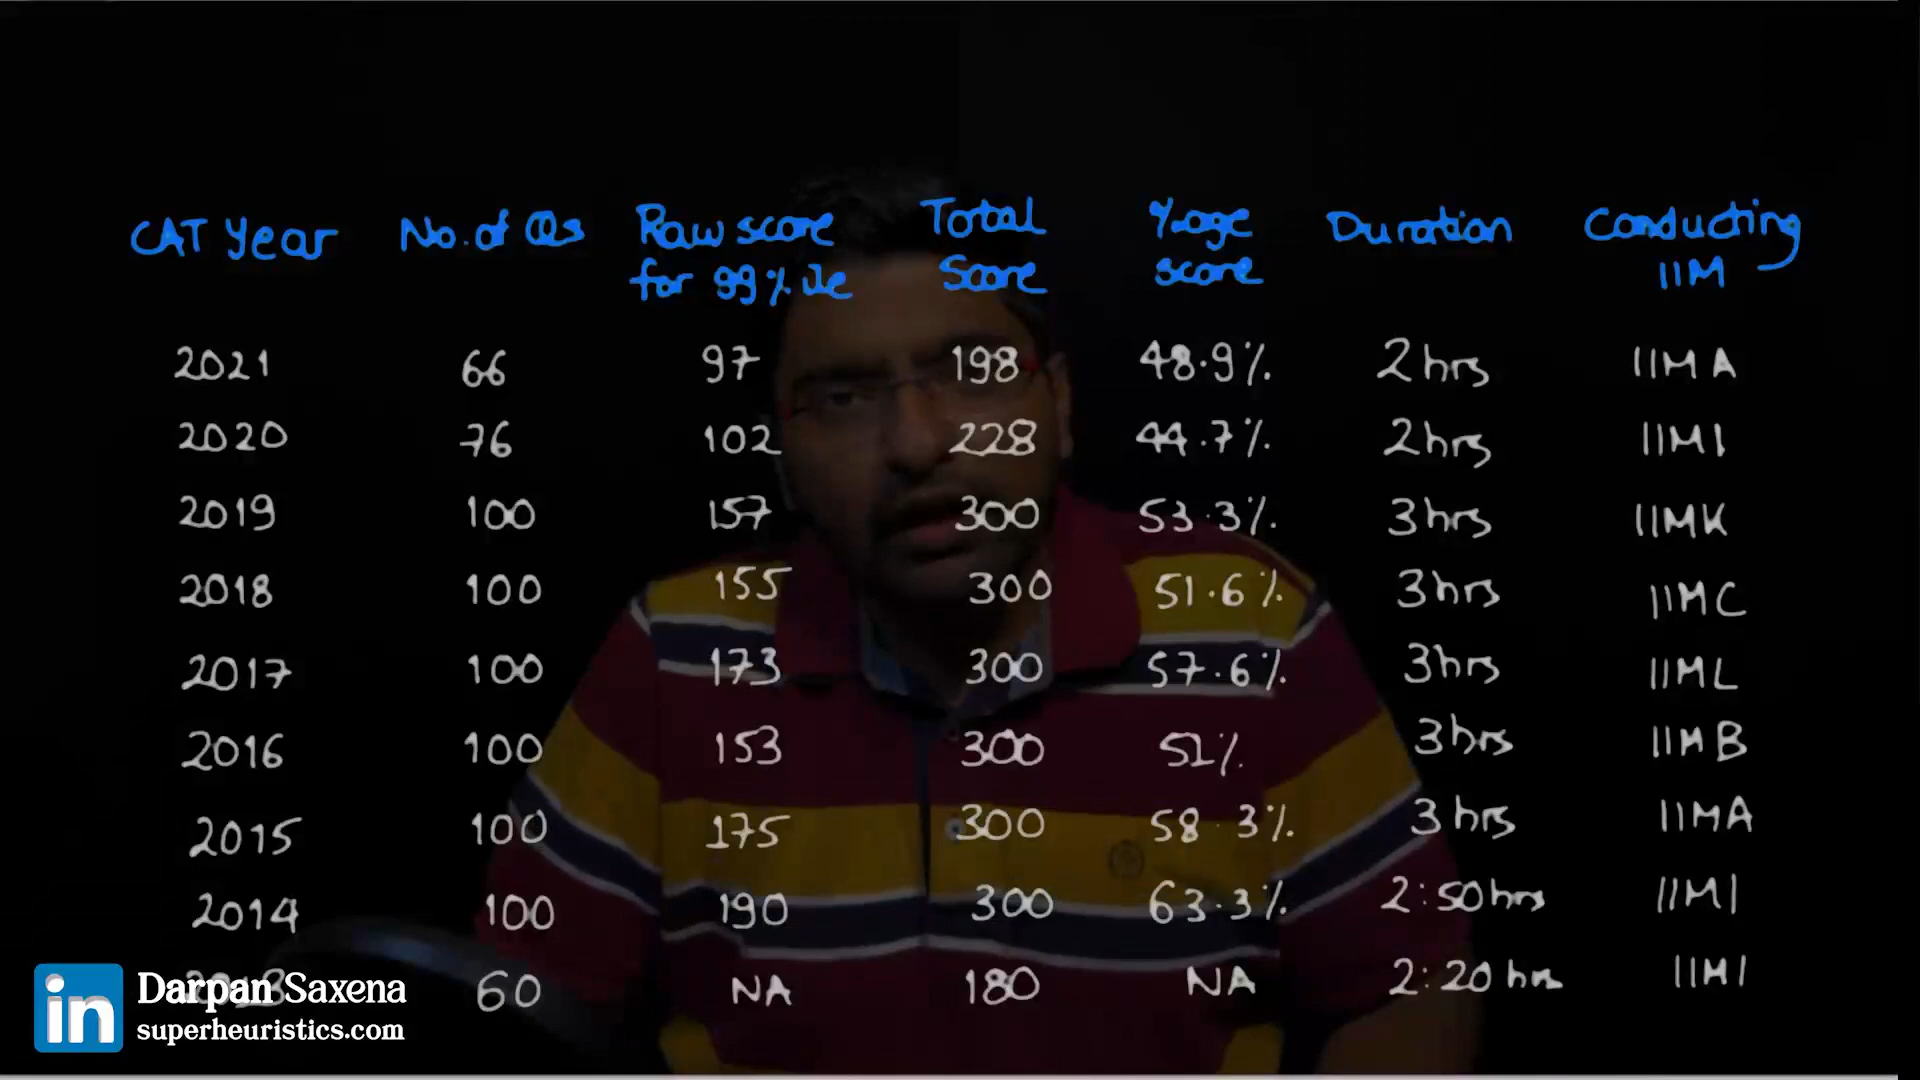 CAT Year No. of Qs Raw score for 99%ile Total Score %age score Duration Conducting IIM
2021 66 97 198 48.9% 2 hrs IIM A
2020 76 102 228 44.7% 2 hrs IIM I
2019 100 157 300 53.3% 3 hrs IIM K
2018 100 155 300 51.6% 3 hrs IIM C
2017 100 173 300 57.6% 3 hrs IIM L
2016 100 153 300 51% 3 hrs IIM B
2015 100 175 300 58.3% 3 hrs IIM A
2014 100 190 300 63.3% 2:50 hrs IIM I
2013 60 NA 180 NA 2:20 hrs IIM I
in Darpan Saxena
superheuristics.com